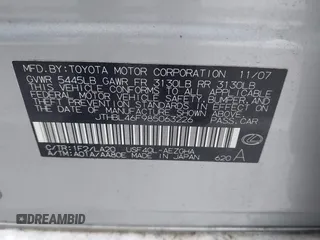 MFD.BY: TOYOTA MOTOR CORPORATION 11/07
GVWR 5445LB GAWR FR 3130LB RR 3130LB
THIS VEHICLE CONFORMS TO ALL APPLICABLE
FEDERAL MOTOR VEHICLE SAFETY, BUMPER, AND
THEFT PREVENTION STANDARDS IN EFFECT ON
THE DATE OF MANUFACTURE SHOWN ABOVE.
JTHBL46F985063226 PASS. CAR
C/TR:1F2/LA20 USF40L-AEZGHA
A/TM:A01A/AA80E MADE IN JAPAN 620 A
©DREAMBID
DREAMBID.COM